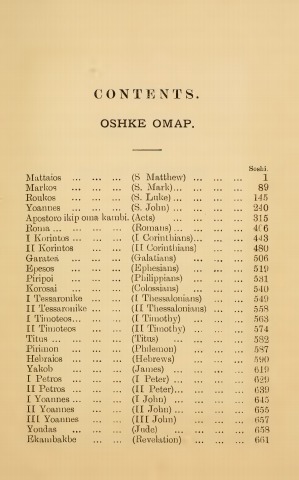 CONTENTS.
OSHKE OMAP.
Soshi.
Mattaios ... ... ... (S Matthew) ... ... ... 1
Markos ... ... ... (S. Mark)... ... ... ... 89
Roukos ... ... ... (S. Luke)... ... ... ... 145
Yoannes ... ... ... (S. John) ... ... ... 240
Apostoro ikip oma kambi. (Acts) ... ... ... ... 315
Roma ... ... ... ... (Romans) ... ... ... 406
I Korintos ... ... ... (I Corinthians)... ... ... 443
II Korintos ... ... (II Corinthians) ... ... 480
Garatea ... ... ... (Galatians) ... ... ... 506
Epesos ... ... ... (Ephesians) ... ... ... 519
Piripoi ... ... ... (Philippians) ... ... ... 531
Korosai ... ... ... (Colossians) ... ... ... 540
I Tessaronike ... ... (I Thessalonians) ... ... 549
II Tessaronike ... ... (II Thessalonians) ... ... 558
I Timoteos... ... ... (I Timothy) ... ... ... 563
II Timoteos ... ... (II Timothy) ... ... ... 574
Titus ... ... ... ... (Titus) ... ... ... ... 582
Pirimon ... ... ... (Philemon) ... ... ... 587
Hebraios ... ... ... (Hebrews) ... ... ... 590
Yakob ... ... ... (James) ... ... ... ... 619
I Petros ... ... ... (I Peter) ... ... ... 629
II Petros ... ... ... (II Peter)... ... ... ... 639
I Yoannes ... ... ... (I John) ... ... ... ... 645
II Yoannes ... ... (II John) ... ... ... ... 655
III Yoannes ... ... (III John) ... ... ... 657
Youdas ... ... ... (Jude) ... ... ... ... 658
Ekambakbe ... ... (Revelation) ... ... ... 661